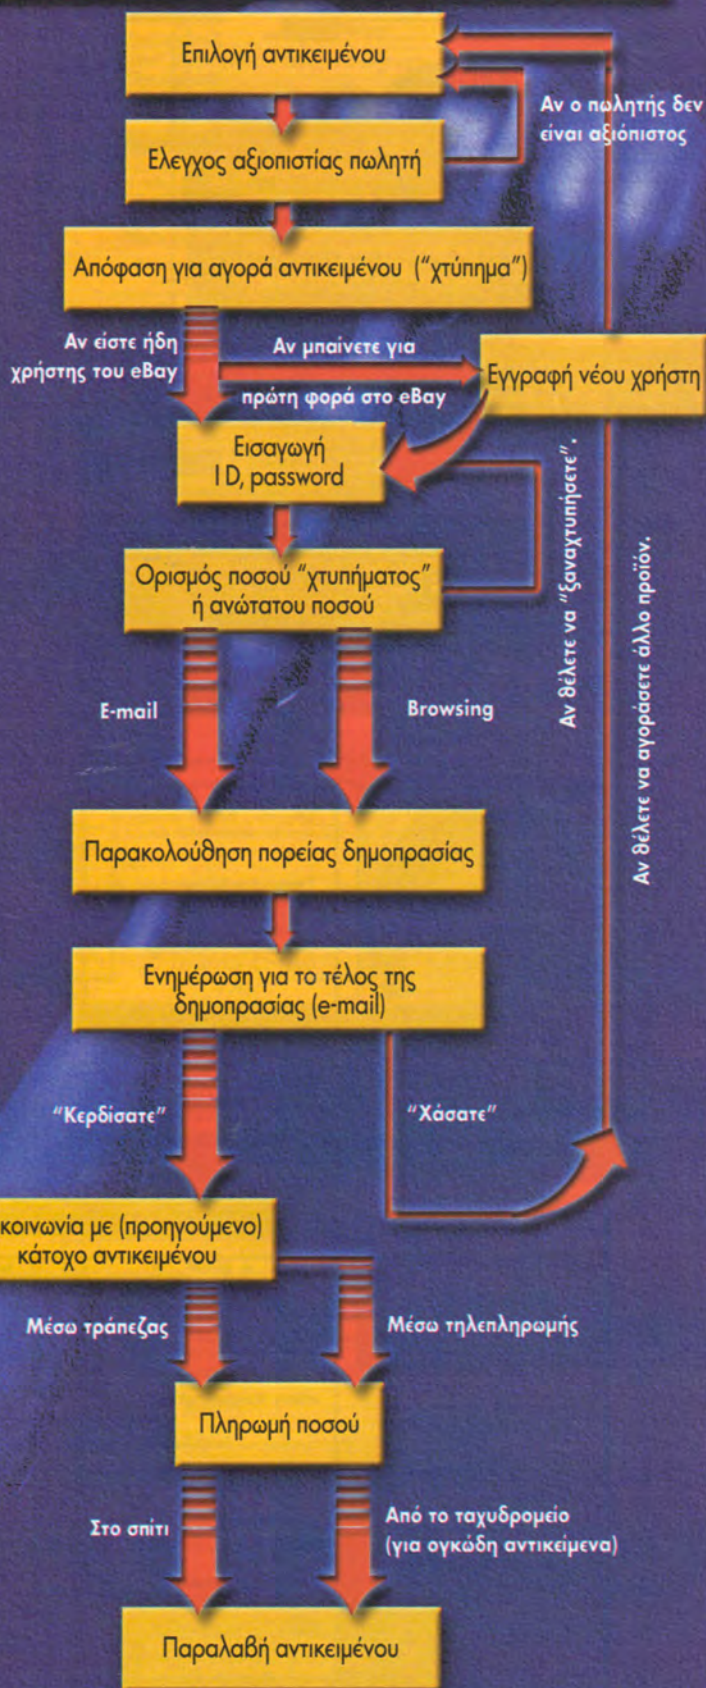 Επιλογή αντικειμένου
Αν ο πωλητής δεν
είναι αξιόπιστος
Ελεγχος αξιοπιστίας πωλητή
Απόφαση για αγορά αντικειμένου ("χτύπημα")
Αν είστε ήδη
χρήστης του eBay
Αν μπαίνετε για
πρώτη φορά στο eBay
Εγγραφή νέου χρήστη
Εισαγωγή
ID, password
Ορισμός ποσού "χτυπήματος"
ή ανώτατου ποσού
Αν θέλετε να "ξαναχτυπήσετε".
Αν θέλετε να αγοράσετε άλλο προϊόν.
E-mail
Browsing
Παρακολούθηση πορείας δημοπρασίας
Ενημέρωση για το τέλος της
δημοπρασίας (e-mail)
"Κερδίσατε"
"Χάσατε"
κοινωνία με (προηγούμενο)
κάτοχο αντικειμένου
Μέσω τράπεζας
Μέσω τηλεπληρωμής
Πληρωμή ποσού
Στο σπίτι
Από το ταχυδρομείο
(για ογκώδη αντικείμενα)
Παραλαβή αντικειμένου